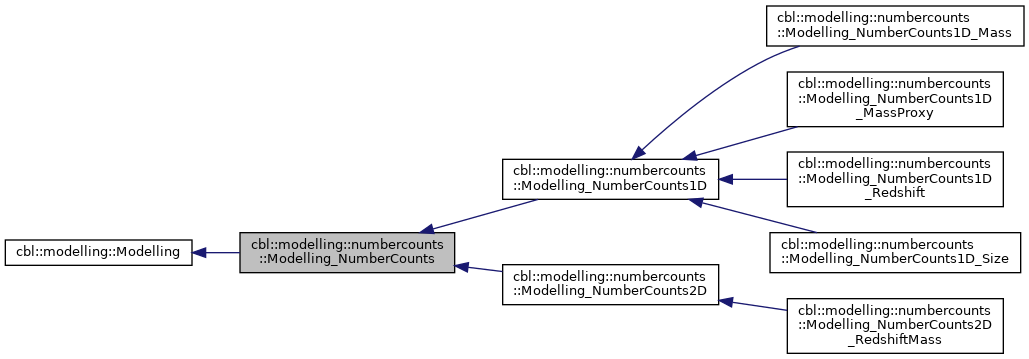 cbl::modelling::numbercounts
::Modelling_NumberCounts1D_Mass
cbl::modelling::numbercounts
::Modelling_NumberCounts1D
_MassProxy
cbl::modelling::numbercounts
::Modelling_NumberCounts1D
_Redshift
cbl::modelling::numbercounts
::Modelling_NumberCounts1D
cbl::modelling::numbercounts
::Modelling_NumberCounts1D_Size
cbl::modelling::Modelling
cbl::modelling::numbercounts
::Modelling_NumberCounts
cbl::modelling::numbercounts
::Modelling_NumberCounts2D
cbl::modelling::numbercounts
::Modelling_NumberCounts2D
_RedshiftMass